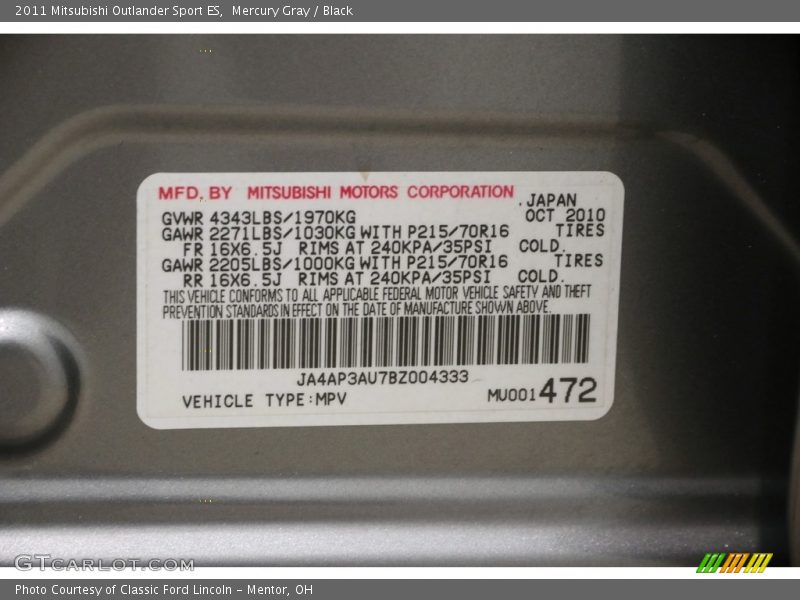 2011 Mitsubishi Outlander Sport ES, Mercury Gray / Black
MFD. BY MITSUBISHI MOTORS CORPORATION
, JAPAN
GVWR 4343LBS/1970KG OCT 2010
GAWR 2271LBS/1030KG WITH P215/70R16 TIRES
FR 16X6.5J RIMS AT 240KPA/35PSI COLD.
GAWR 2205LBS/1000KG WITH P215/70R16 TIRES
RR 16X6.5J RIMS AT 240KPA/35PSI COLD.
THIS VEHICLE CONFORMS TO ALL APPLICABLE FEDERAL MOTOR VEHICLE SAFETY AND THEFT
PREVENTION STANDARDS IN EFFECT ON THE DATE OF MANUFACTURE SHOWN ABOVE.
JA4AP3AU7BZ004333
VEHICLE TYPE:MPV MU001472
GTCARLOT.COM
Photo Courtesy of Classic Ford Lincoln – Mentor, OH